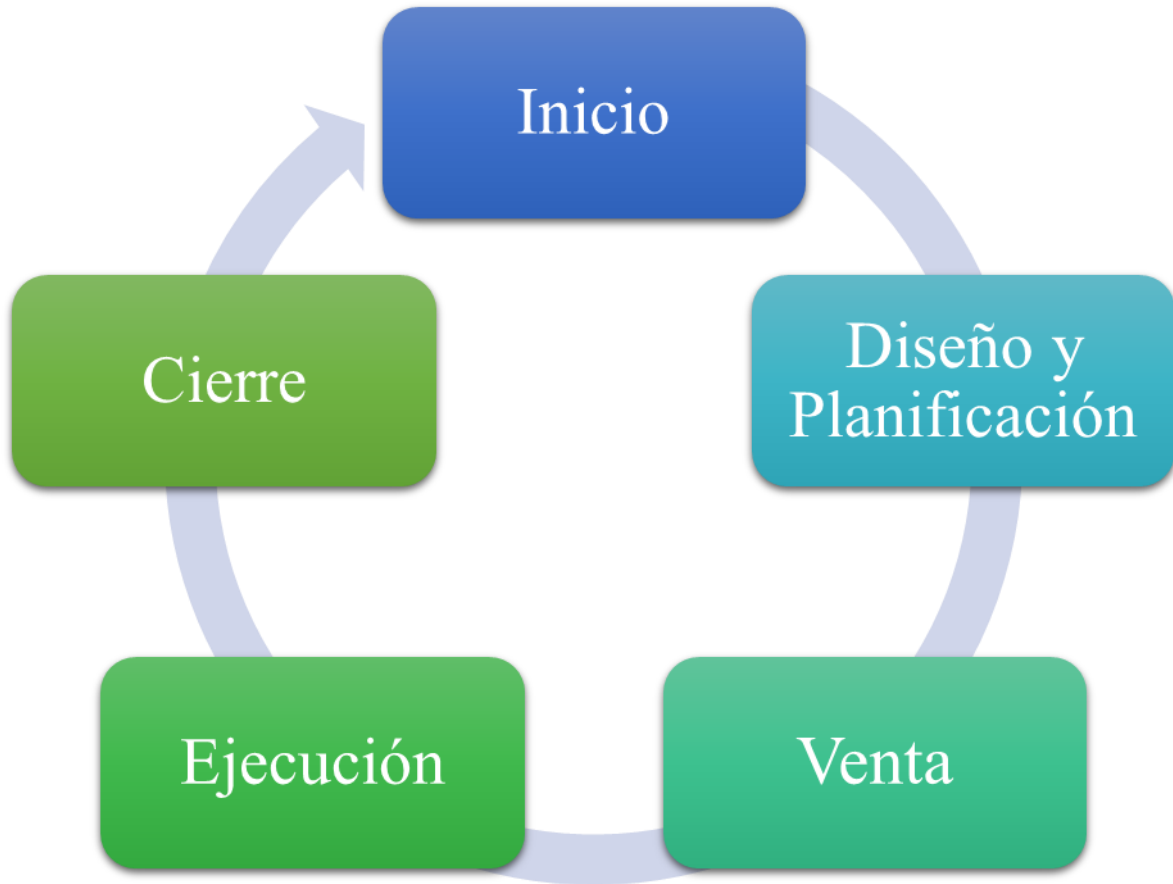 Inicio
Diseño y
Planificación
Venta
Ejecución
Cierre